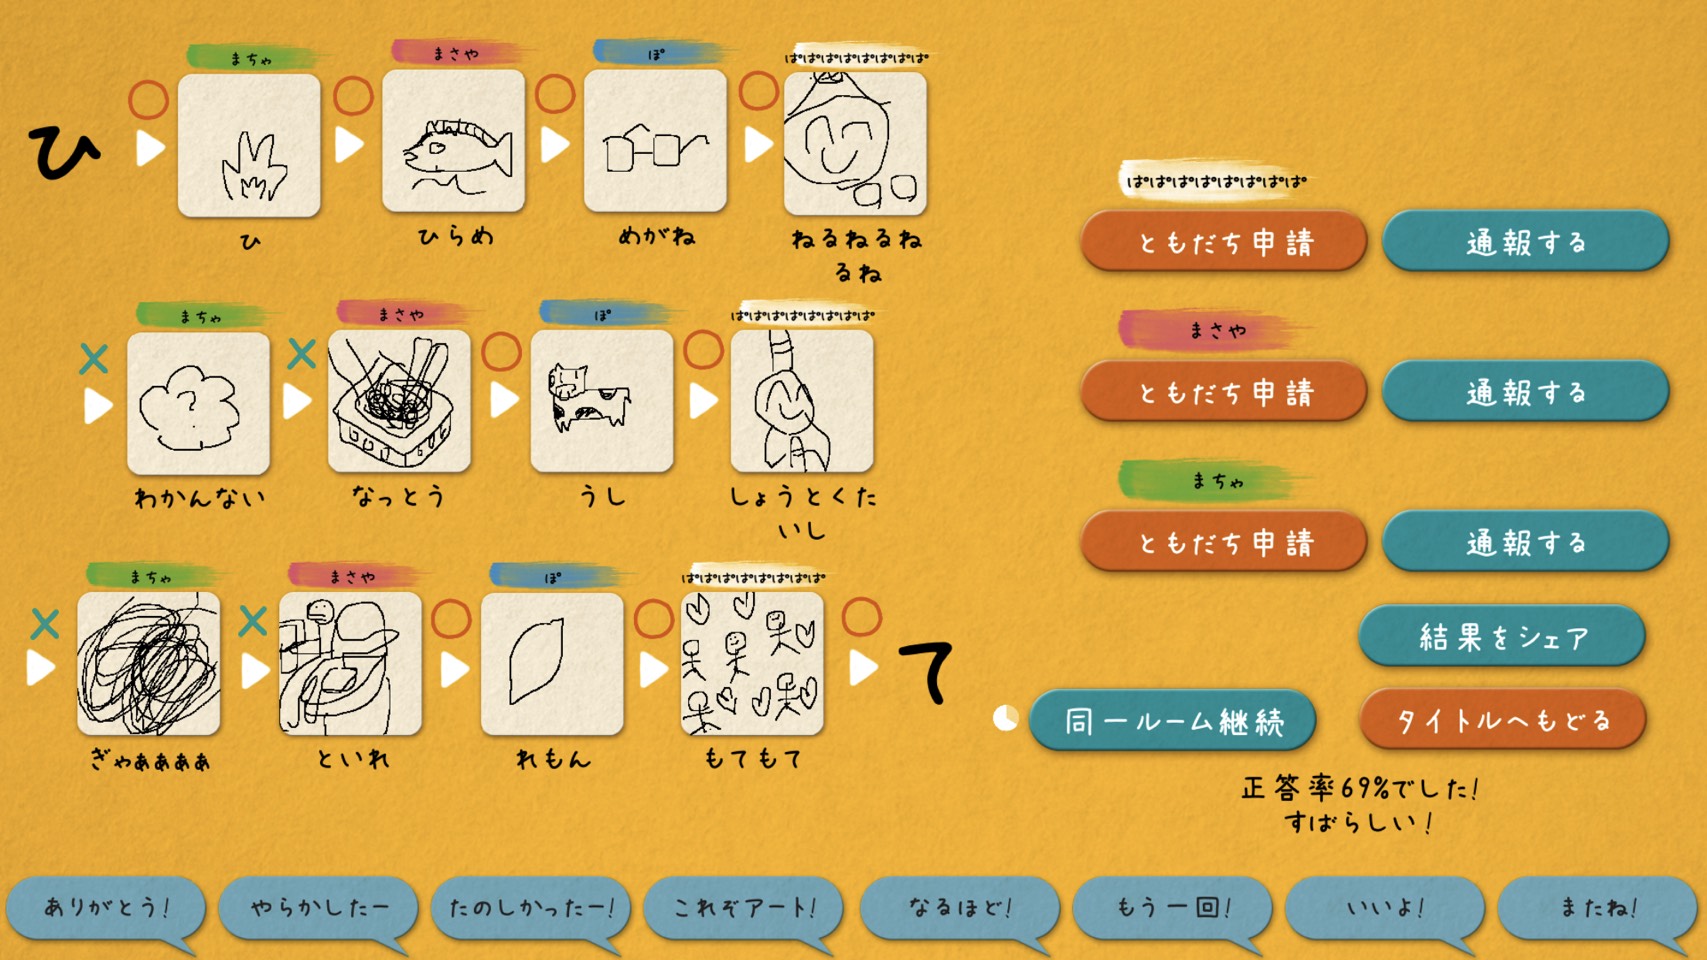 まちゃ
まさや
ぽ
ぱぱぱぱぱぱぱぱ
ひ
ひ
ひらめ
めがね
ねるねるね
るね
まちゃ
まさや
ぽ
ぱぱぱぱぱぱぱぱ
?
わかんない
なっとう
うし
しょうとくた
いし
まちゃ
まさや
ぽ
ぱぱぱぱぱぱぱぱ
て
ぎゃぁぁぁぁ
といれ
れもん
もてもて
ぱぱぱぱぱぱぱぱ
ともだち申請
通報する
まさや
ともだち申請
通報する
まちゃ
ともだち申請
通報する
結果をシェア
同一ルーム継続
タイトルへもどる
正答率69%でした!
すばらしい!
ありがとう!
やらかしたー
たのしかったー!
これぞアート!
なるほど!
もう一回!
いいよ!
またね!